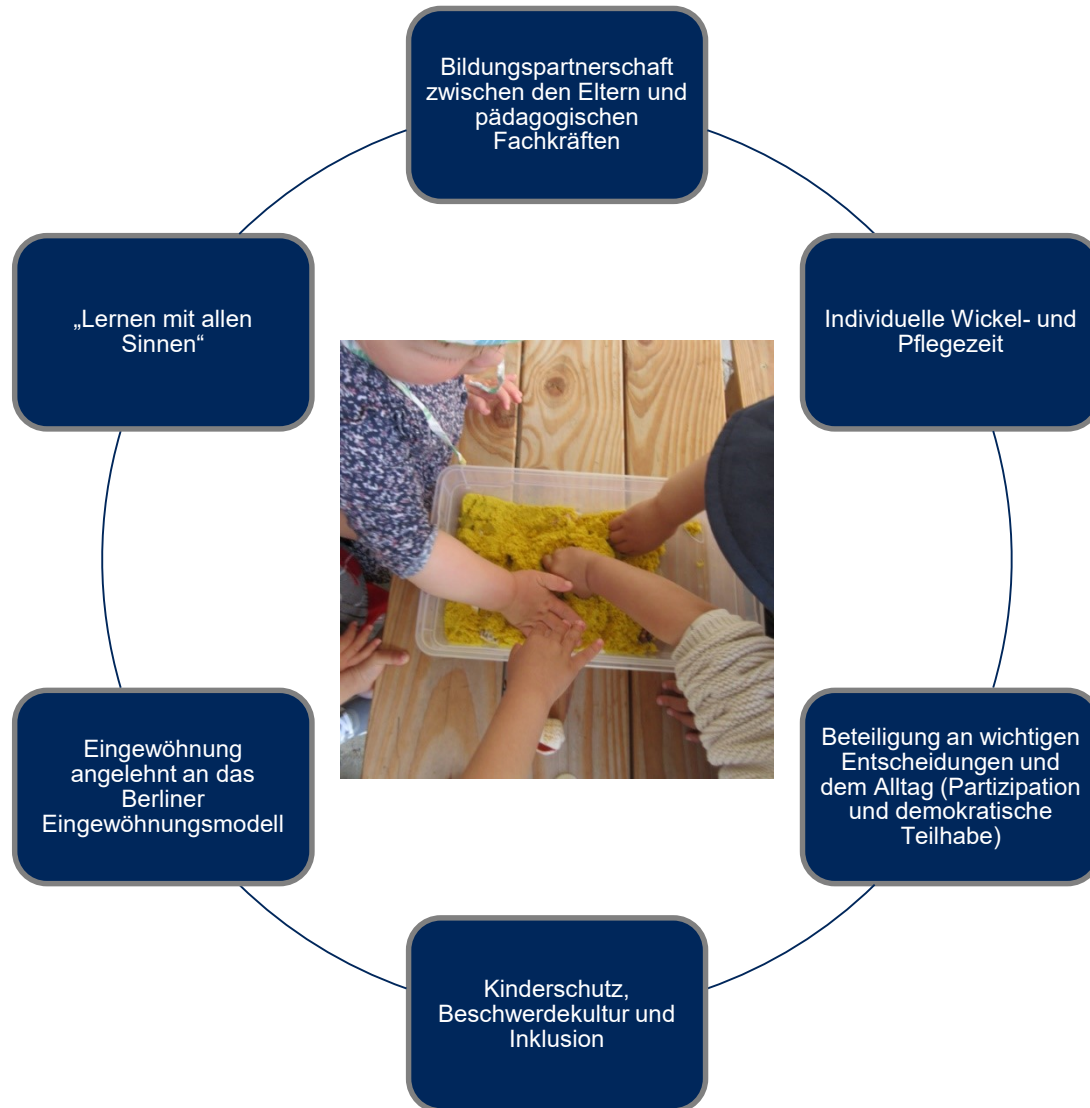 Bildungspartnerschaft
zwischen den Eltern und
pädagogischen
Fachkräften
Individuelle Wickel- und
Pflegezeit
Beteiligung an wichtigen
Entscheidungen und
dem Alltag (Partizipation
und demokratische
Teilhabe)
Kinderschutz,
Beschwerdekultur und
Inklusion
Eingewöhnung
angelehnt an das
Berliner
Eingewöhnungsmodell
„Lernen mit allen
Sinnen“